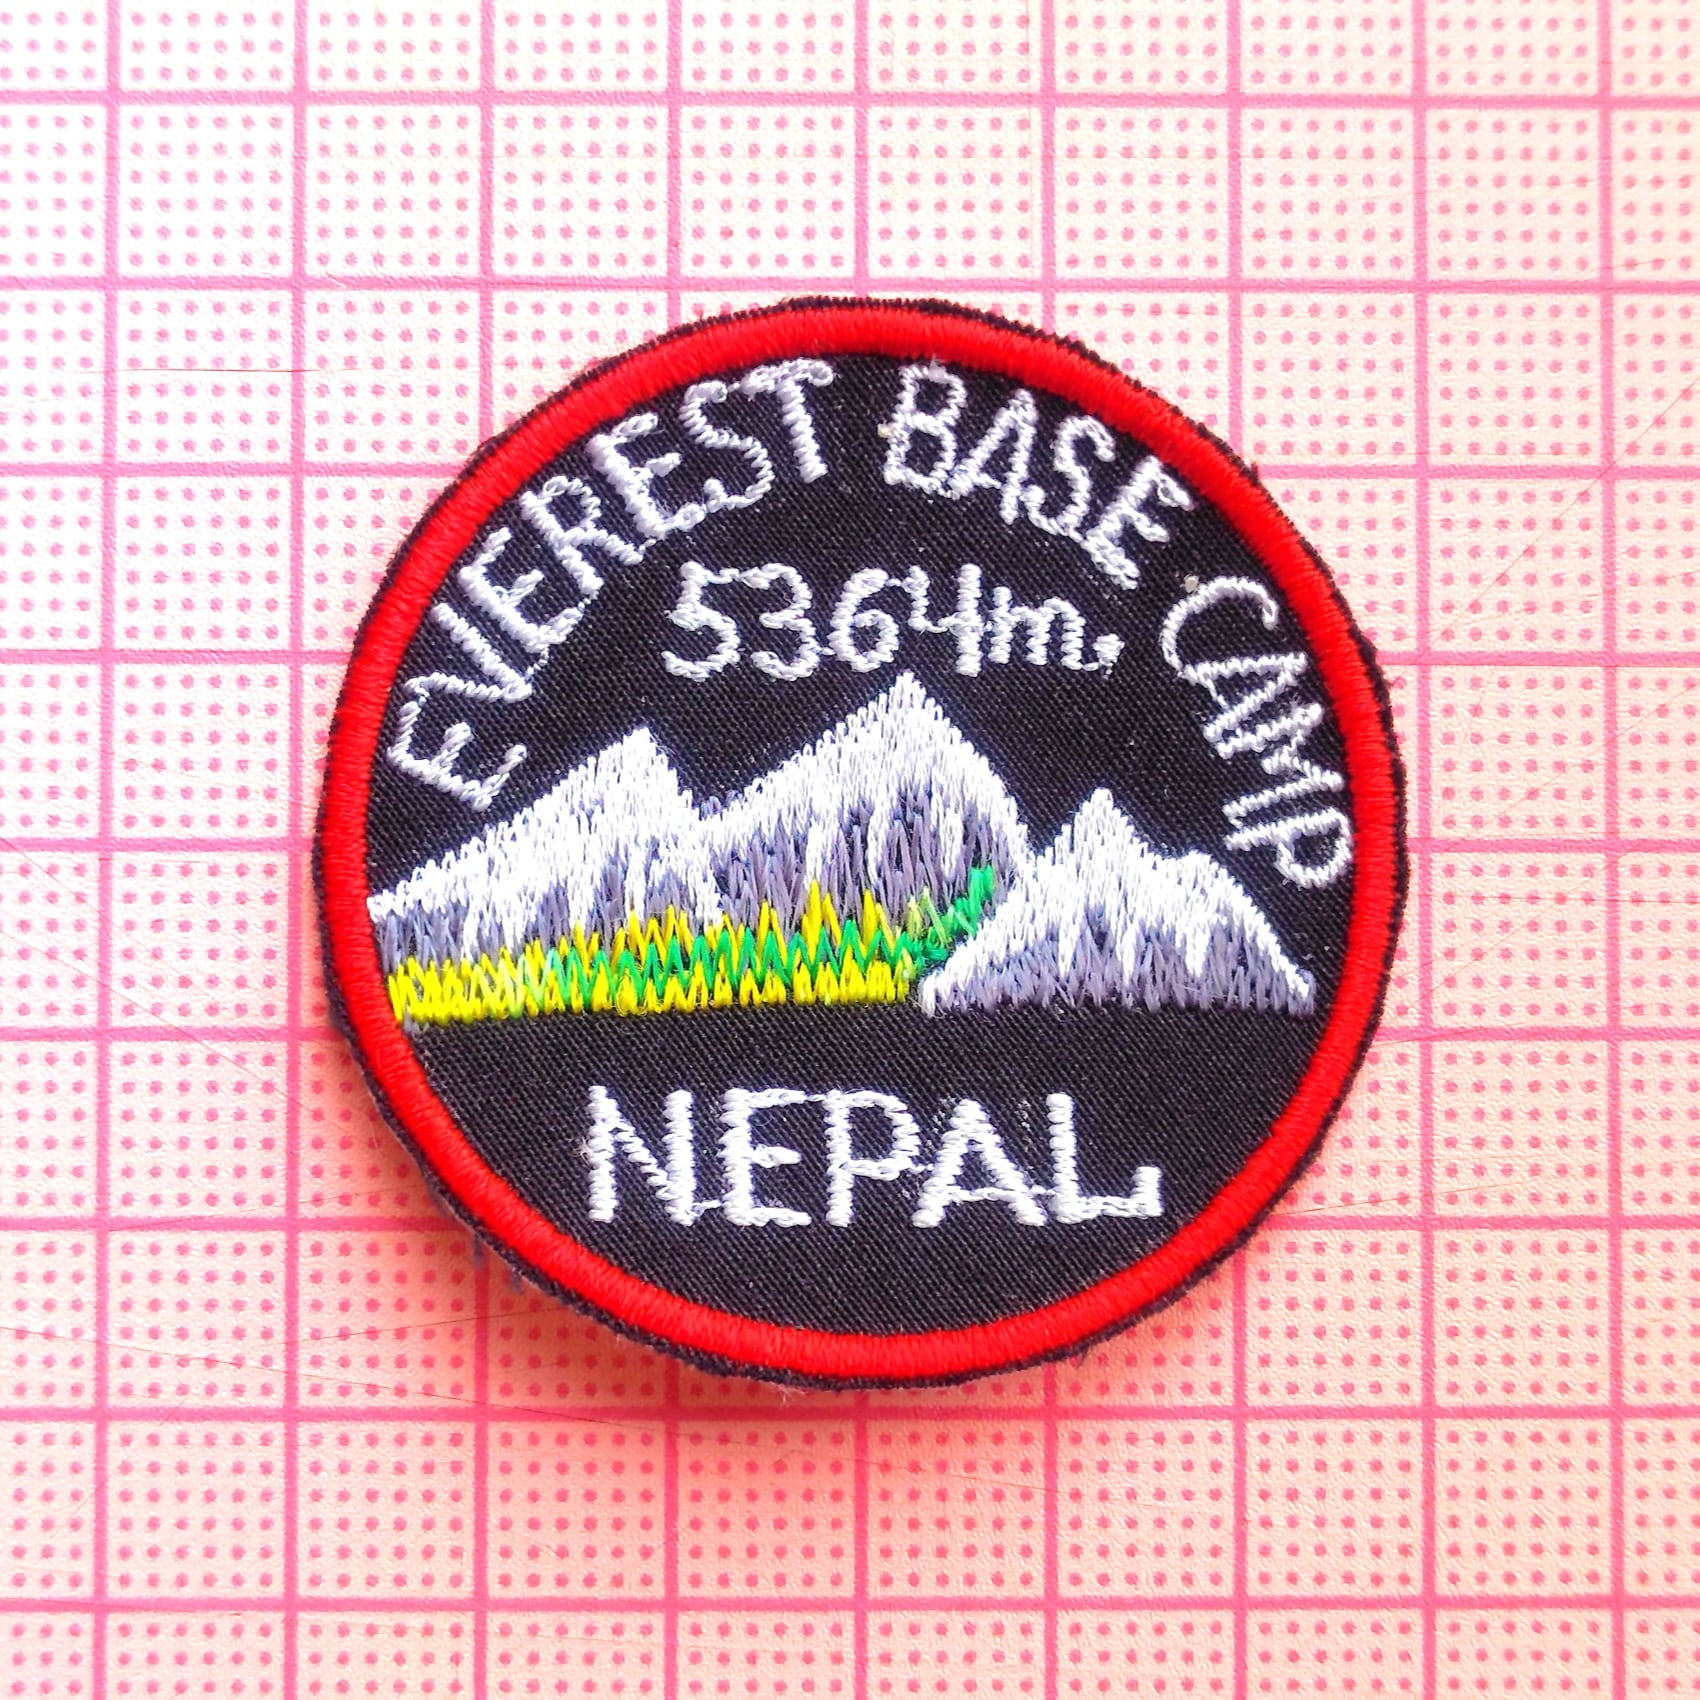 EVEREST BASE CAMP
5364m.
NEPAL